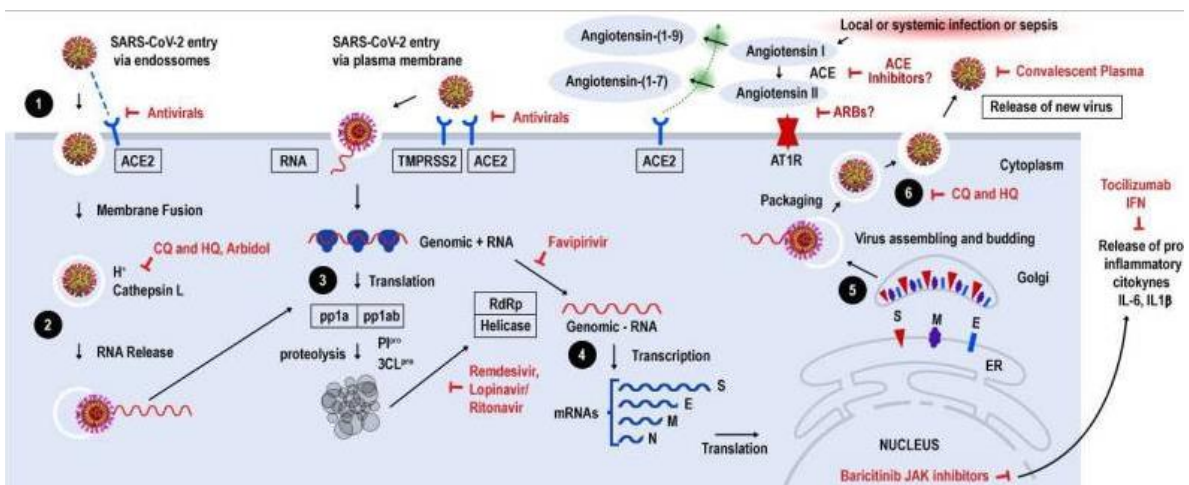 SARS-CoV-2 entry
via endossomes
1
Antivirals
ACE2
Membrane Fusion
CQ and HQ, Arbidol
H+
Cathepsin L
2
RNA Release
SARS-CoV-2 entry
via plasma membrane
Antivirals
RNA
TMPRSS2
ACE2
Genomic + RNA
3
Translation
pp1a pp1ab
proteolysis
Plpro
3CLpro
RdRp
Helicase
Remdesivir,
Lopinavir/
Ritonavir
Favipirivir
Genomic - RNA
4
Transcription
mRNAs
S
E
M
N
Translation
Angiotensin-(1-9)
Angiotensin-(1-7)
Angiotensin I
Angiotensin II
Local or systemic infection or sepsis
ACE
ACE
Inhibitors?
ARBs?
ACE2
AT1R
Convalescent Plasma
Release of new virus
Cytoplasm
6
CQ and HQ
Packaging
Virus assembling and budding
5
Golgi
S
M
E
ER
NUCLEUS
Baricitinib JAK inhibitors
Tocilizumab
IFN
Release of pro
inflammatory
citokynes
IL-6, IL1β